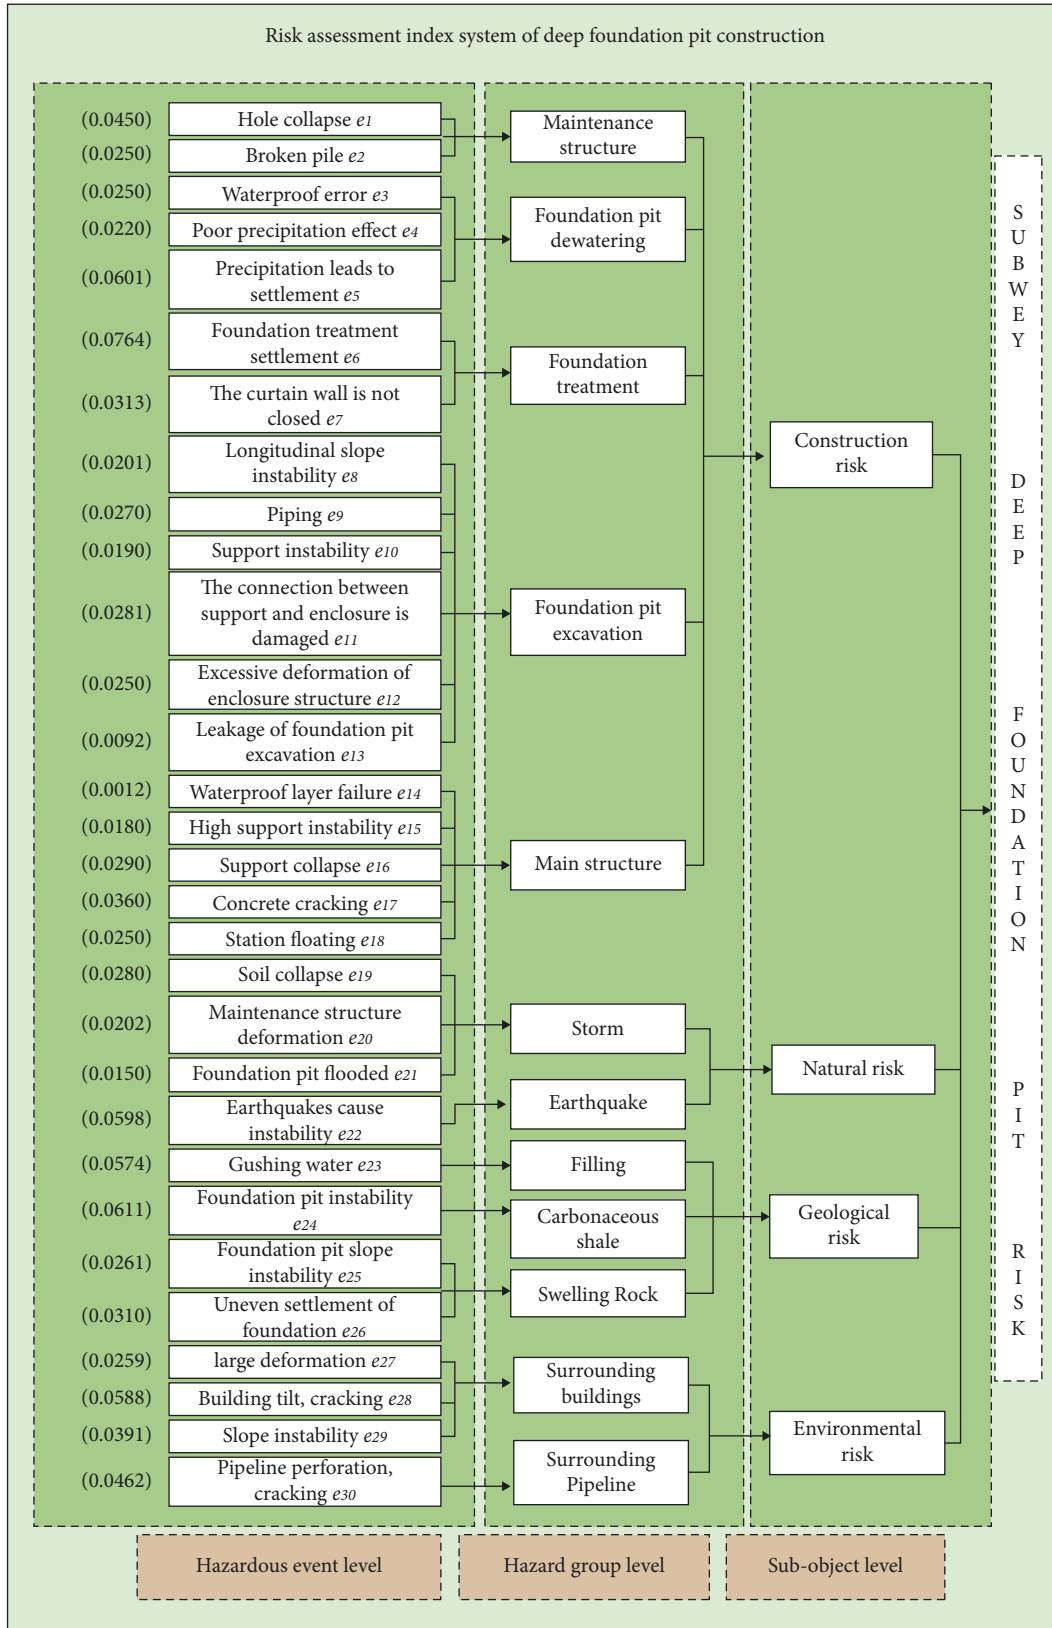 Risk assessment index system of deep foundation pit construction
(0.0450)
Hole collapse e1
(0.0250)
Broken pile e2
(0.0250)
Waterproof error e3
(0.0220)
Poor precipitation effect e4
(0.0601)
Precipitation leads to
settlement e5
(0.0764)
Foundation treatment
settlement e6
(0.0313)
The curtain wall is not
closed e7
(0.0201)
Longitudinal slope
instability e8
(0.0270)
Piping e9
(0.0190)
Support instability e10
(0.0281)
The connection between
support and enclosure is
damaged e11
(0.0250)
Excessive deformation of
enclosure structure e12
(0.0092)
Leakage of foundation pit
excavation e13
(0.0012)
Waterproof layer failure e14
(0.0180)
High support instability e15
(0.0290)
Support collapse e16
(0.0360)
Concrete cracking e17
(0.0250)
Station floating e18
(0.0280)
Soil collapse e19
(0.0202)
Maintenance structure
deformation e20
(0.0150)
Foundation pit flooded e21
(0.0598)
Earthquakes cause
instability e22
(0.0574)
Gushing water e23
(0.0611)
Foundation pit instability
e24
(0.0261)
Foundation pit slope
instability e25
(0.0310)
Uneven settlement of
foundation e26
(0.0259)
large deformation e27
(0.0588)
Building tilt, cracking e28
(0.0391)
Slope instability e29
(0.0462)
Pipeline perforation,
cracking e30
Maintenance
structure
Foundation pit
dewatering
Foundation
treatment
Foundation pit
excavation
Main structure
Storm
Earthquake
Filling
Carbonaceous
shale
Swelling Rock
Surrounding
buildings
Surrounding
Pipeline
Construction
risk
Natural risk
Geological
risk
Environmental
risk
SUBWEY
DEEP
FOUNDATION
PIT
RISK
Hazardous event level
Hazard group level
Sub-object level